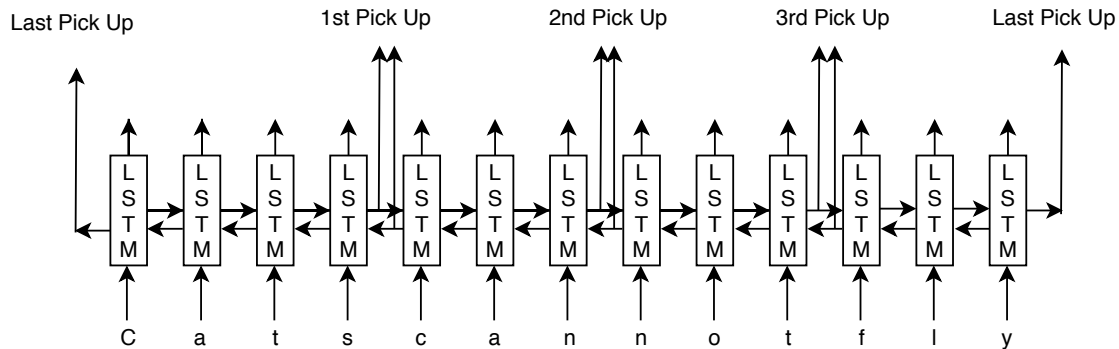 Last Pick Up 1st Pick Up 2nd Pick Up 3rd Pick Up Last Pick Up
LSTM LSTM LSTM LSTM LSTM LSTM LSTM LSTM LSTM LSTM LSTM LSTM LSTM
C a t s c a n n o t f l y